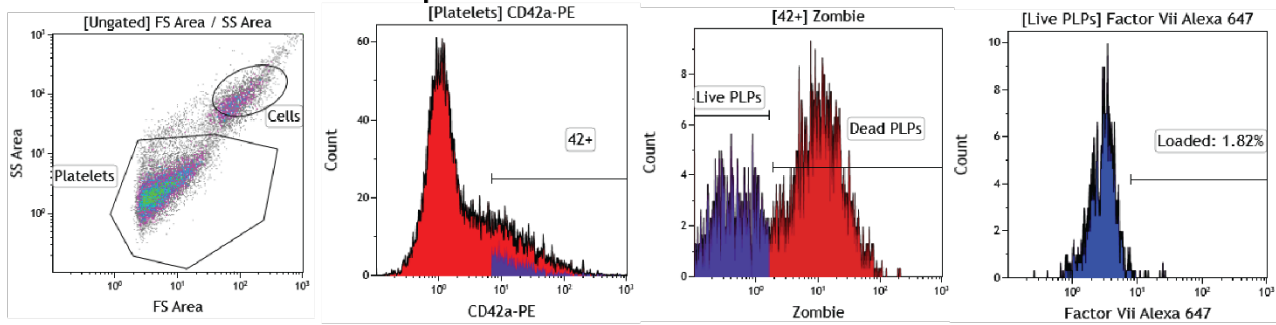 [Ungated] FS Area / SS Area
10³
10²
10¹
10⁰
SS Area
Cells
Platelets
10⁰
10¹
10²
10³
FS Area
[Platelets] CD42a-PE
60
40
20
0
Count
42+
10⁰
10¹
10²
10³
CD42a-PE
[42+] Zombie
8
6
4
2
0
Count
Live PLPs
Dead PLPs
10⁰
10¹
10²
10³
Zombie
[Live PLPs] Factor Vii Alexa 647
10
8
6
4
2
0
Count
Loaded: 1.82%
10⁰
10¹
10²
10³
Factor Vii Alexa 647